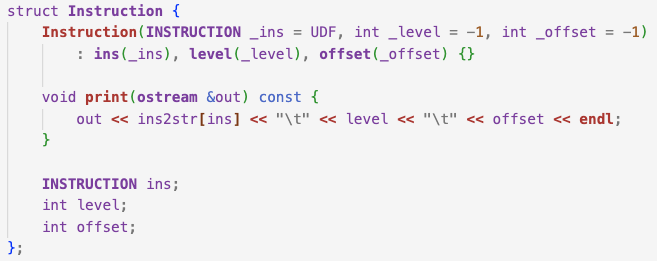 struct Instruction {
    Instruction(INSTRUCTION _ins = UDF, int _level = -1, int _offset = -1)
        : ins(_ins), level(_level), offset(_offset) {}

    void print(ostream &out) const {
        out << ins2str[ins] << "\t" << level << "\t" << offset << endl;
    }

    INSTRUCTION ins;
    int level;
    int offset;
};